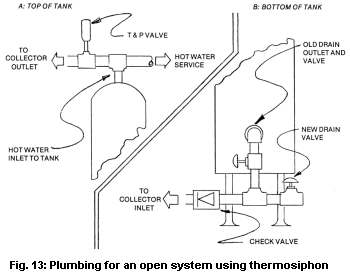 A: TOP OF TANK
T & P VALVE
TO
COLLECTOR
OUTLET
HOT WATER
SERVICE
HOT WATER
INLET TO TANK
B: BOTTOM OF TANK
OLD DRAIN
OUTLET AND
VALVE
NEW DRAIN
VALVE
TO
COLLECTOR
INLET
CHECK VALVE
Fig. 13: Plumbing for an open system using thermosiphon